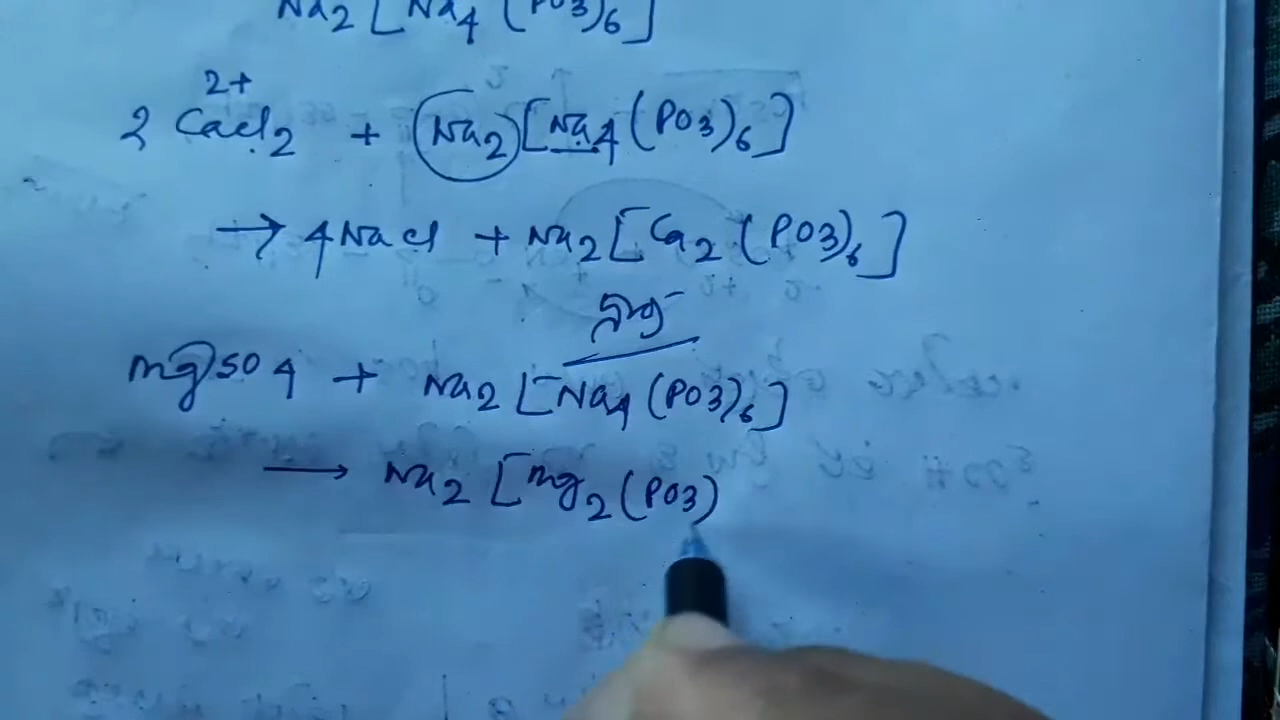 Na2[Na4(PO3)6]
2+
2 CaCl2 + Na2[Na4(PO3)6]
→ 4NaCl + Na2[Ca2(PO3)6]
MgSO4 + Na2[Na4(PO3)6]
→ Na2[Mg2(PO3)